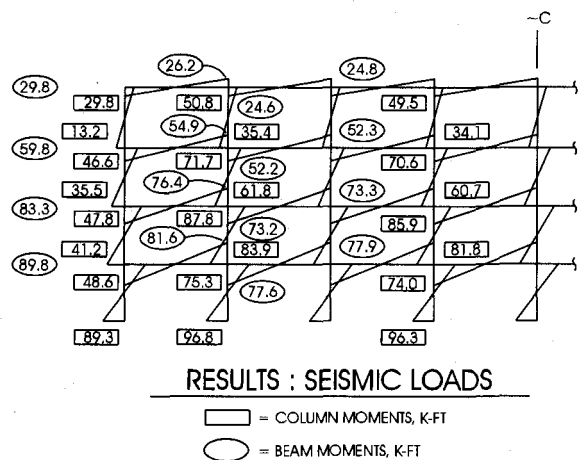 ~C
26.2 24.8
29.8
29.8 50.8 24.6 49.5
13.2 54.9 35.4 52.3 34.1
59.8
46.6 71.7 52.2 70.6
35.5 76.4 61.8 73.3 60.7
83.3
47.8 87.8 73.2 85.9
41.2 81.6 83.9 77.9 81.8
89.8
48.6 75.3 77.6 74.0
89.3 96.8 96.3
RESULTS : SEISMIC LOADS
= COLUMN MOMENTS, K-FT
= BEAM MOMENTS, K-FT